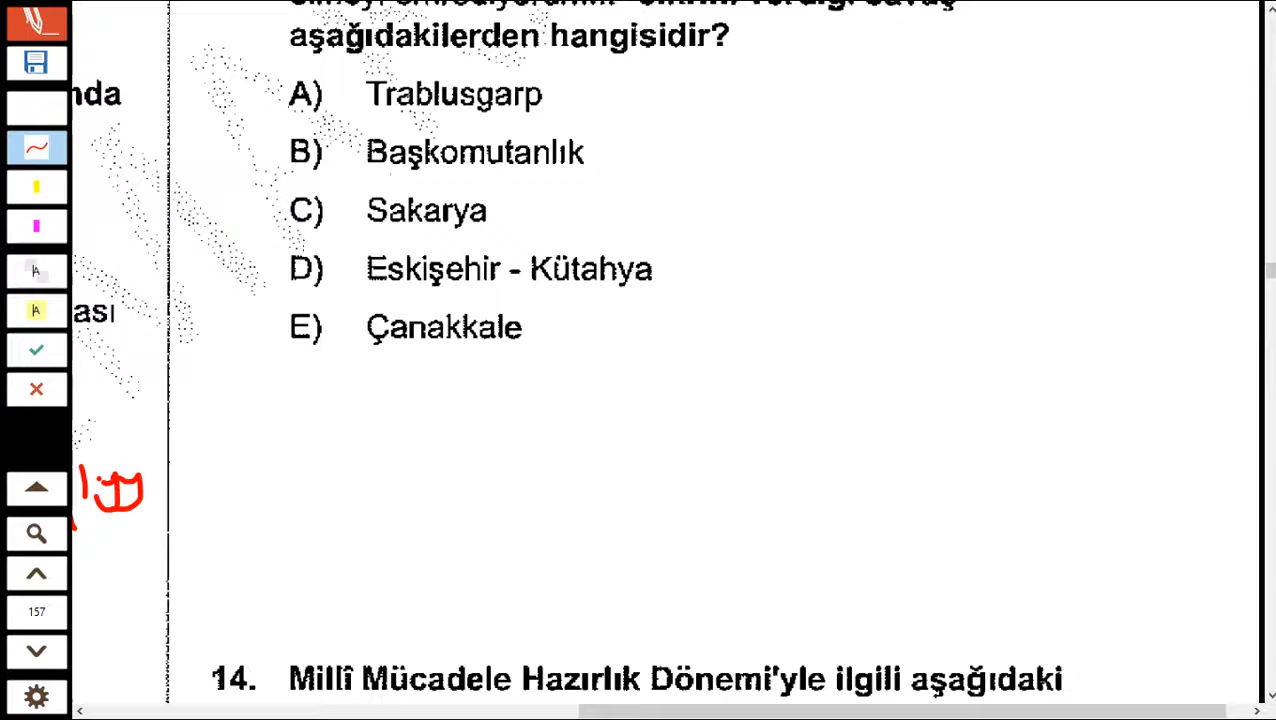 aşağıdakilerden hangisidir?
A) Trablusgarp
B) Başkomutanlık
C) Sakarya
D) Eskişehir - Kütahya
E) Çanakkale
14. Millî Mücadele Hazırlık Dönemi'yle ilgili aşağıdaki
nda
ası
157